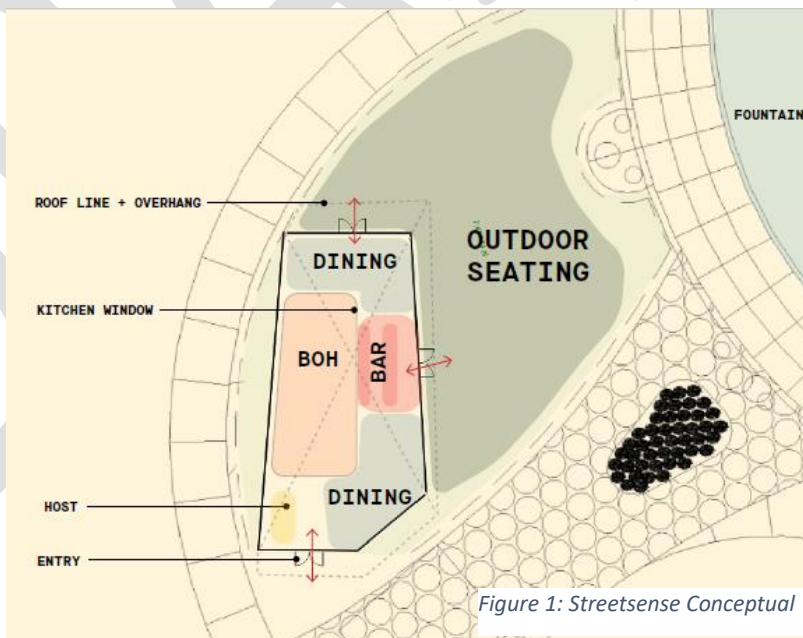 FOUNTAIN
ROOF LINE + OVERHANG
OUTDOOR
SEATING
DINING
KITCHEN WINDOW
BOH
BAR
DINING
HOST
ENTRY
Figure 1: Streetsense Conceptual